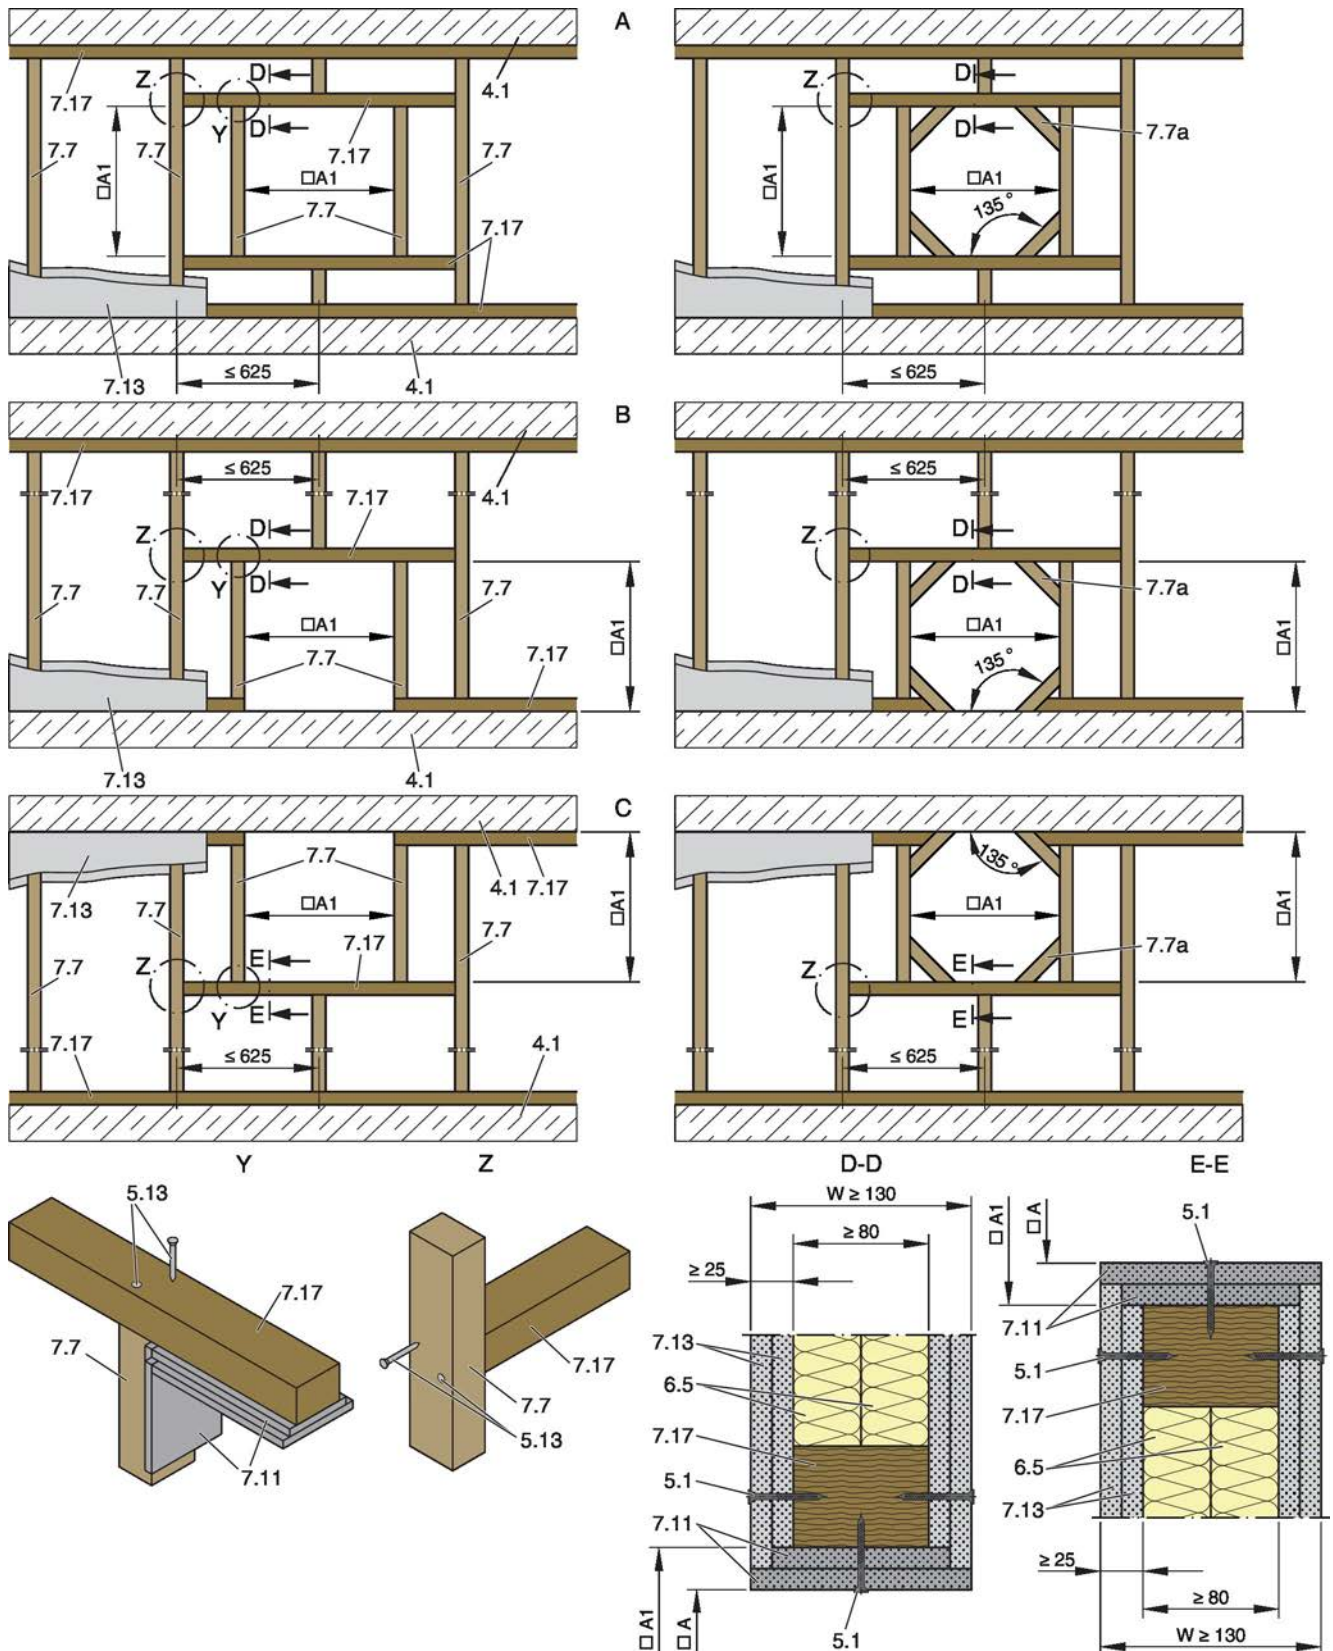 A
Z
D
4.1
Z
D
7.17
Y
D
7.17
D
7.7a
7.7
7.7
7.7
□A1
□A1
□A1
□A1
7.7
7.17
135°
7.13
≤ 625
4.1
≤ 625
B
≤ 625
≤ 625
7.17
7.17
4.1
Z
D
Z
D
Y
D
D
7.7a
7.7
7.7
7.7
□A1
□A1
□A1
□A1
7.7
7.17
135°
7.13
4.1
C
7.7
135°
7.13
□A1
4.1
7.17
□A1
□A1
□A1
7.7
7.17
7.7
7.7a
7.7
Z
E
Z
E
Y
E
E
7.17
≤ 625
4.1
≤ 625
Y
Z
D-D
E-E
5.13
W ≥ 130
□A1
□A
5.1
≥ 80
≥ 25
7.17
7.17
7.7
7.7
5.13
7.11
7.13
6.5
7.17
5.1
7.11
□A1
□A
5.1
7.11
5.1
7.17
6.5
7.13
≥ 25
≥ 80
W ≥ 130